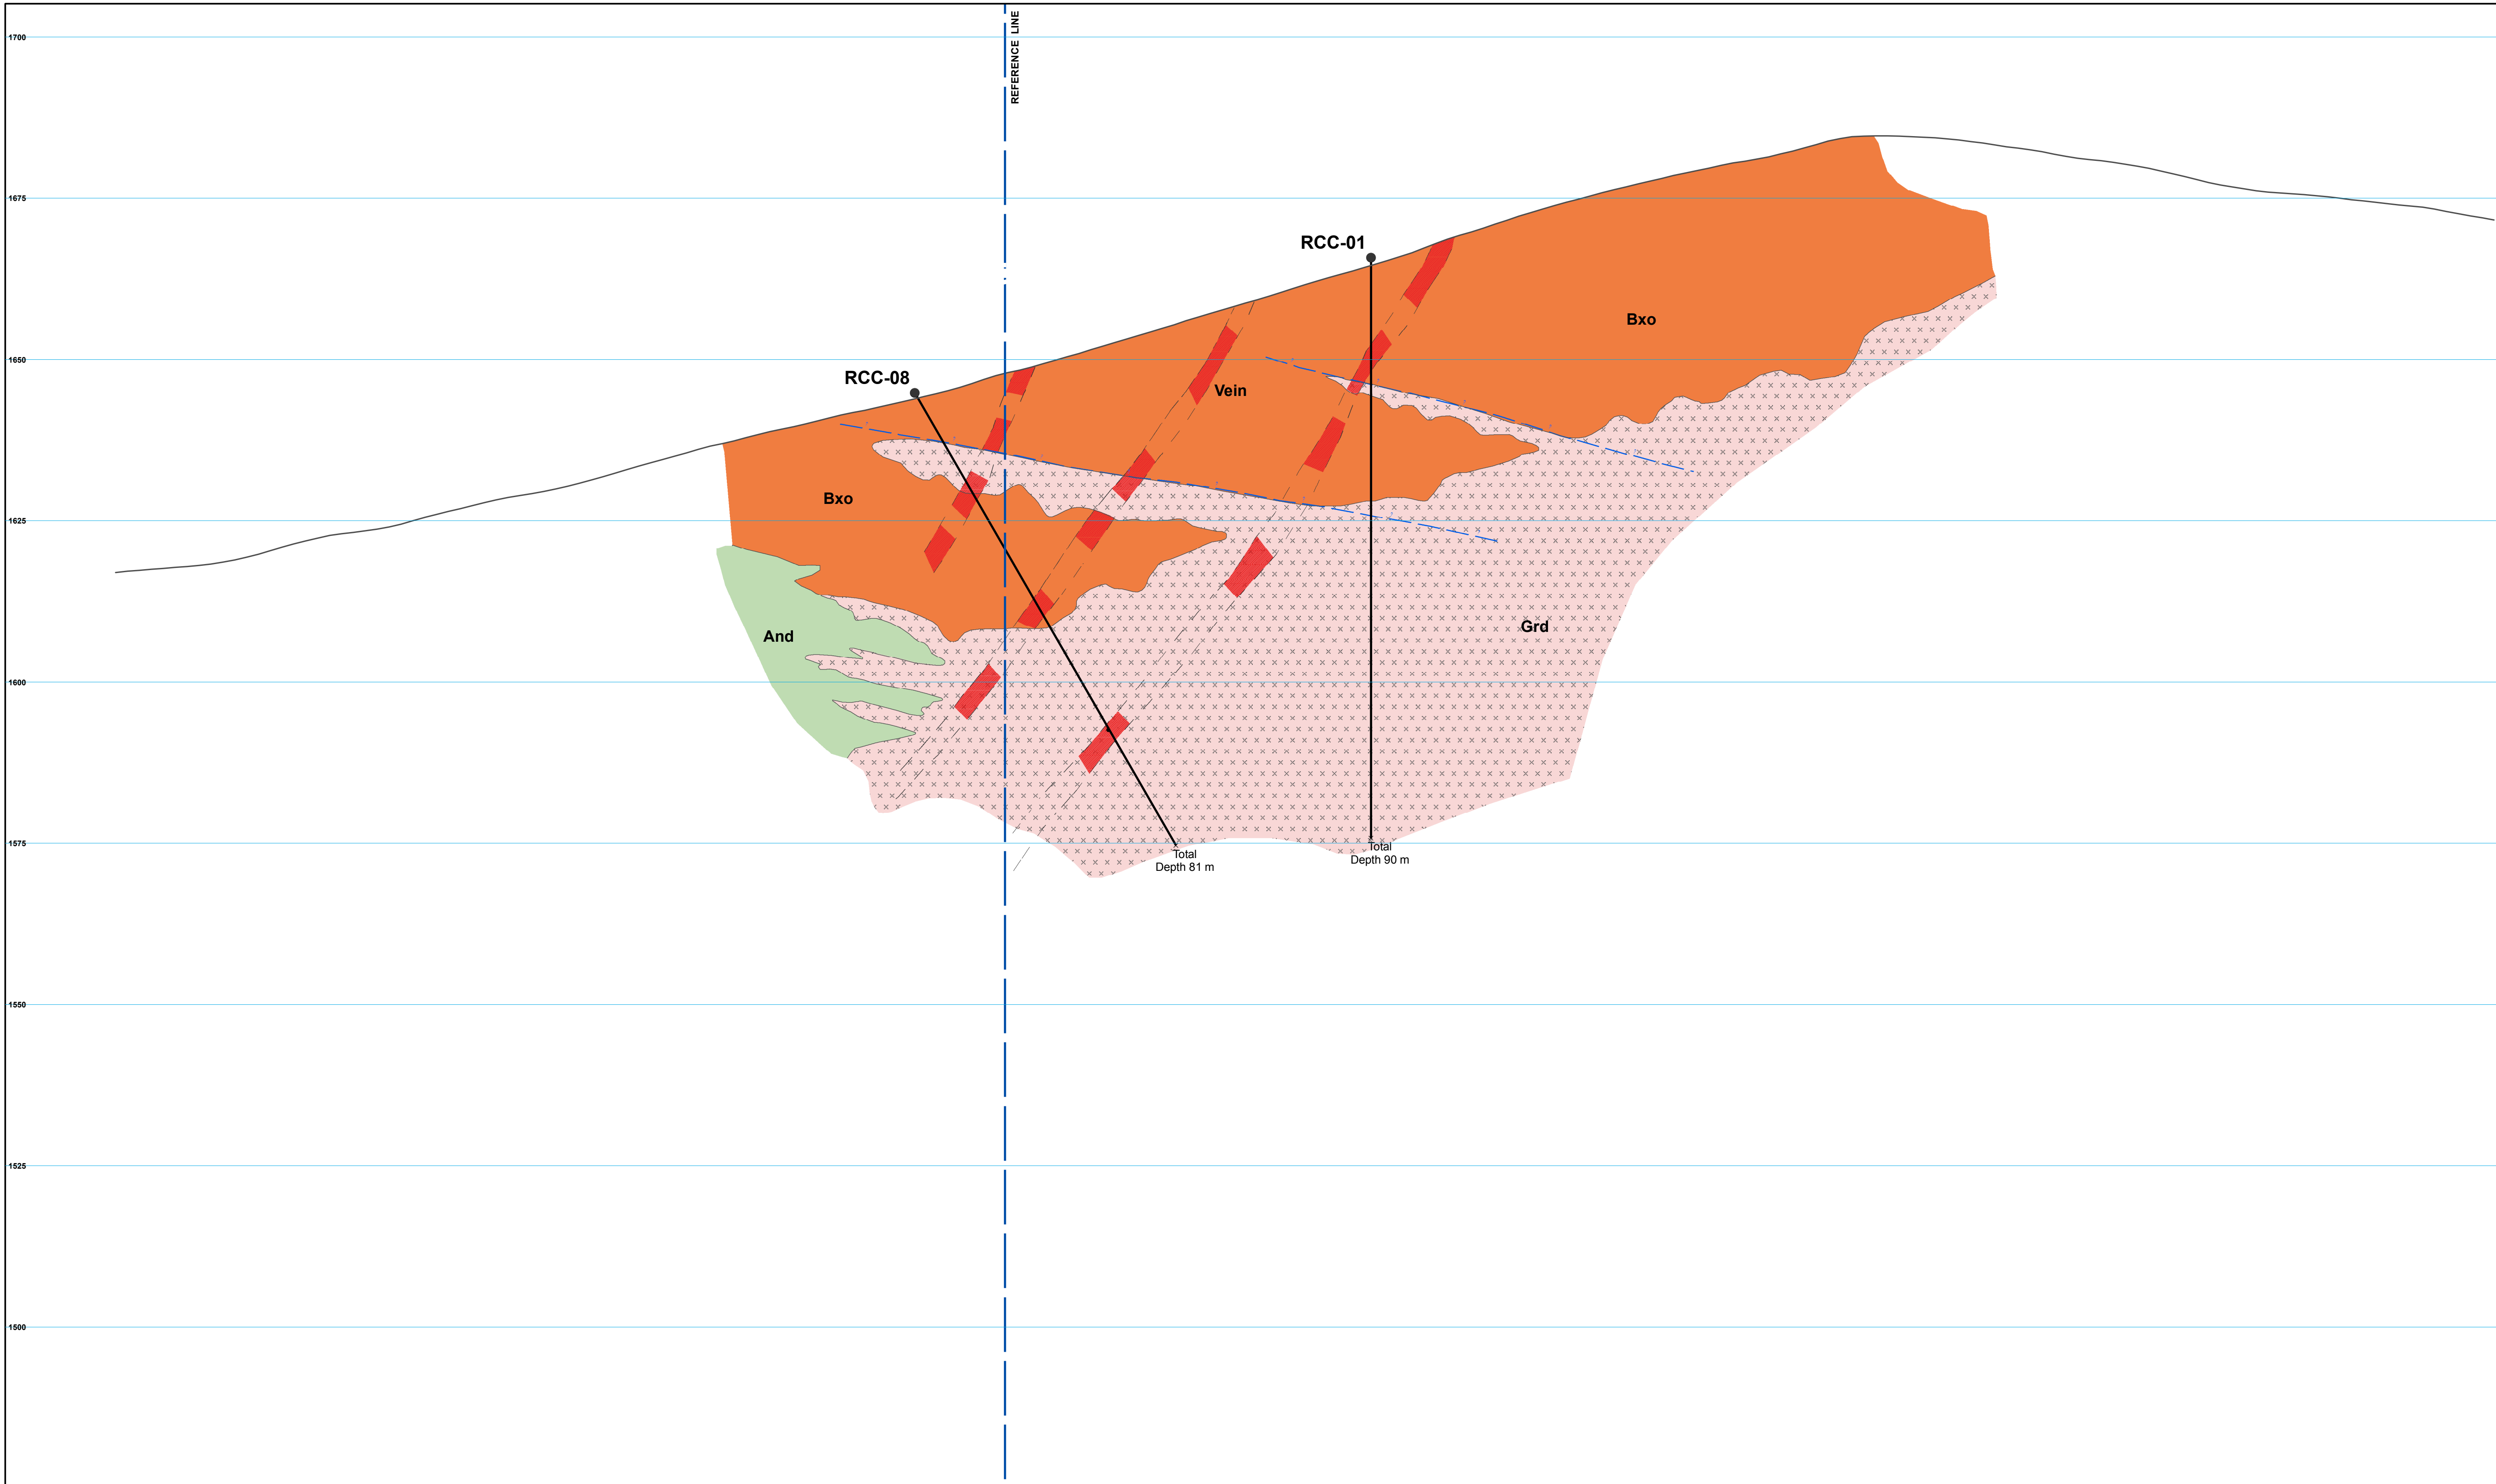 1700
REFERENCE LINE
1675
RCC-01
Bxo
1650
RCC-08
Vein
Bxo
1625
And
Grd
1600
1575
Total
Depth 81 m
Total
Depth 90 m
1550
1525
1500